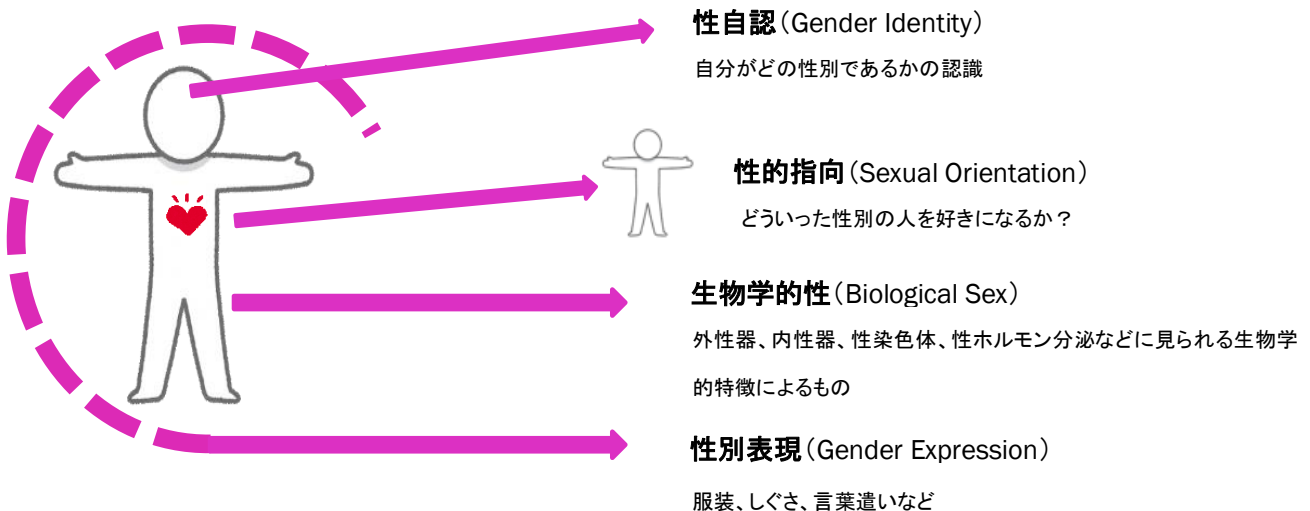 性自認（Gender Identity）
自分がどの性別であるかの認識
性的指向（Sexual Orientation）
どういった性別の人を好きになるか？
生物学的性（Biological Sex）
外性器、内性器、性染色体、性ホルモン分泌などに見られる生物学
的特徴によるもの
性別表現（Gender Expression）
服装、しぐさ、言葉遣いなど